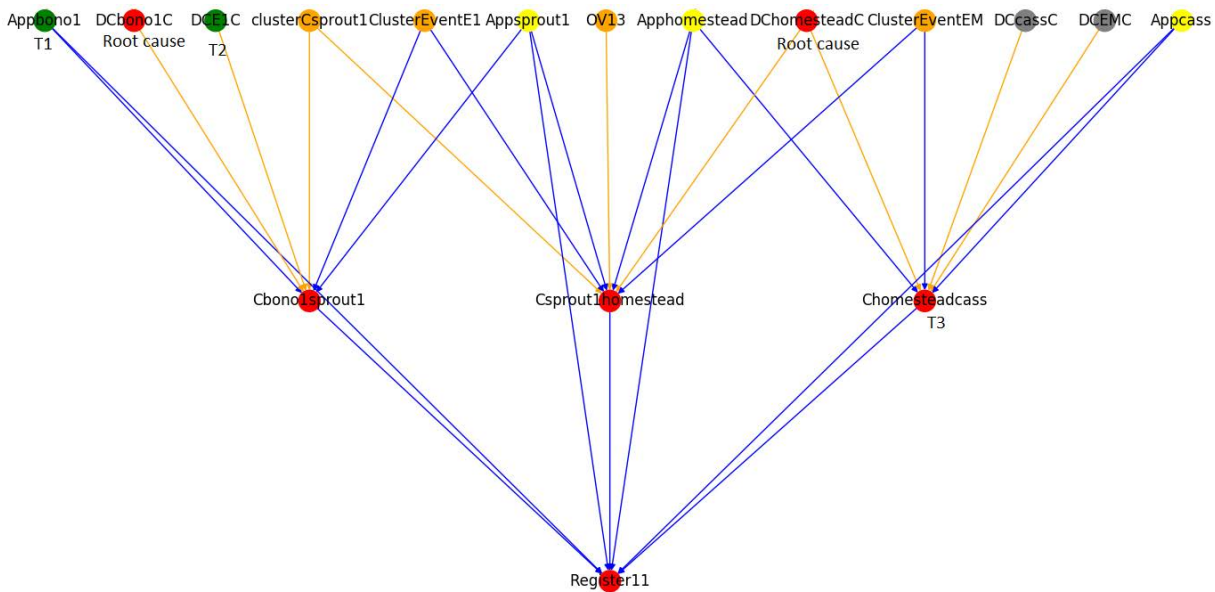 Appbono1 DCbono1C DCE1C clusterCsprout1 ClusterEventE1 Appsprout1 OV13 Apphomestead DChomesteadC ClusterEventEM DCcassC DCEMC Appcass
T1 Root cause T2 Root cause
Cbono1sprout1 Csprout1homestead Chomesteadcass
T3
Register11